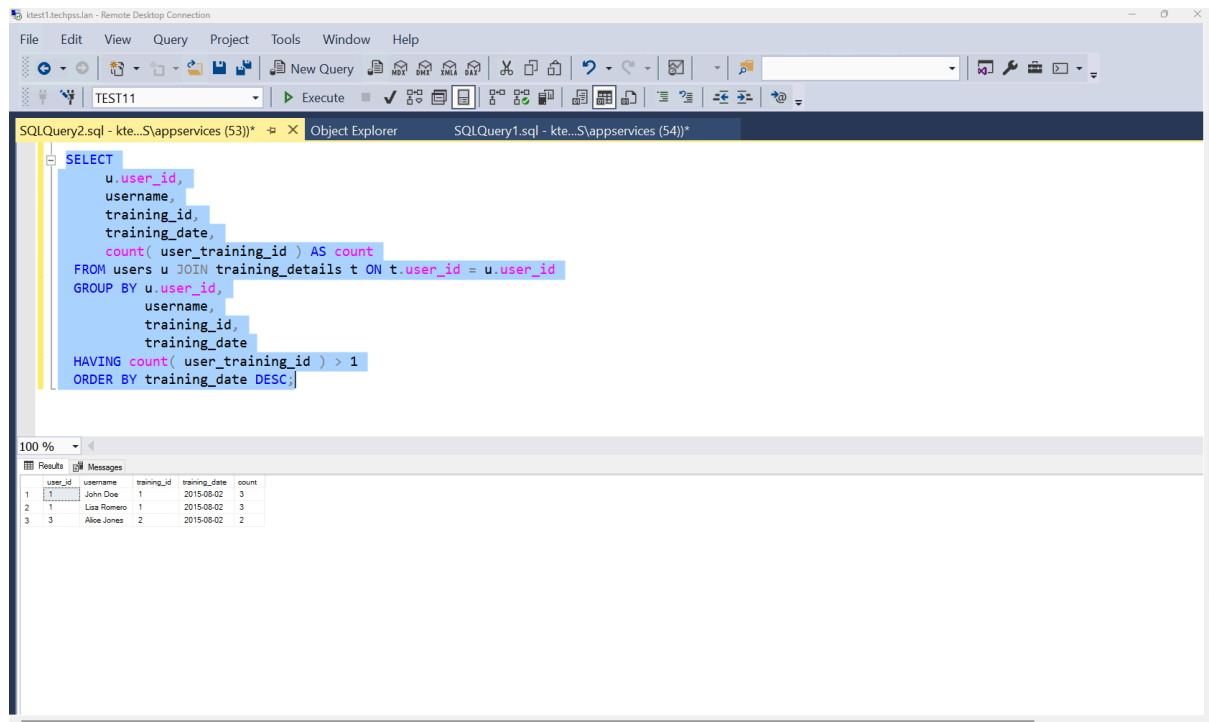 ktest1.techpss.lan - Remote Desktop Connection
File Edit View Query Project Tools Window Help
New Query MDX DMX XMLA DAX
TEST11 Execute
SQLQuery2.sql - kte...S\appservices (53))* Object Explorer SQLQuery1.sql - kte...S\appservices (54))*
SELECT
u.user_id,
username,
training_id,
training_date,
count( user_training_id ) AS count
FROM users u JOIN training_details t ON t.user_id = u.user_id
GROUP BY u.user_id,
username,
training_id,
training_date
HAVING count( user_training_id ) > 1
ORDER BY training_date DESC;
100 %
Results Messages
user_id username training_id training_date count
1 1 John Doe 1 2015-08-02 3
2 1 Lisa Romero 1 2015-08-02 3
3 3 Alice Jones 2 2015-08-02 2